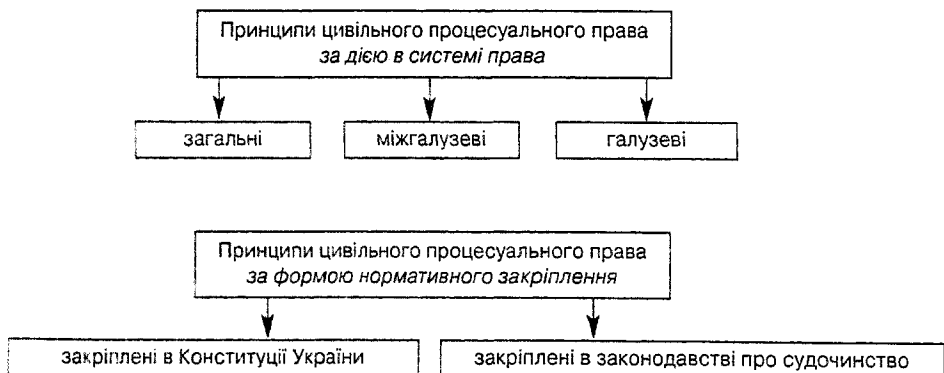 Принципи цивільного процесуального права
за дією в системі права
загальні міжгалузеві галузеві
Принципи цивільного процесуального права
за формою нормативного закріплення
закріплені в Конституції України закріплені в законодавстві про судочинство